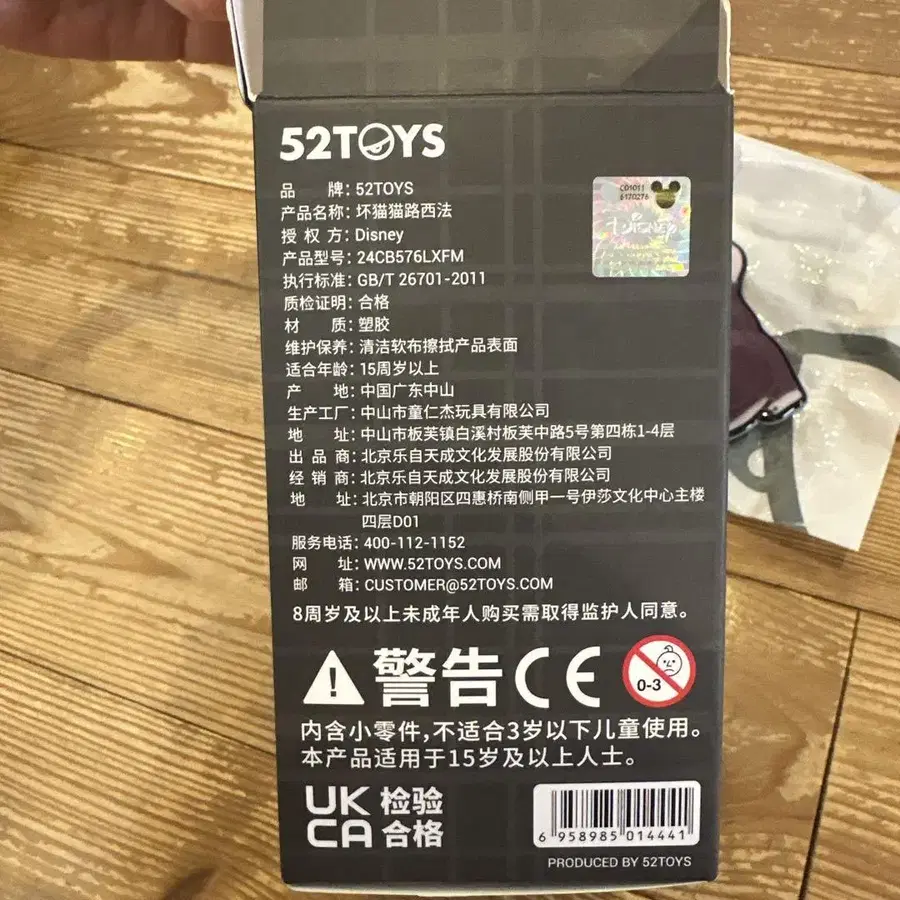 52TOYS
品 牌: 52TOYS
产品名称: 坏猫猫路西法
授 权 方: Disney
产品型号: 24CB576LXFM
执行标准: GB/T 26701-2011
质检证明: 合格
材 质: 塑胶
维护保养: 清洁软布擦拭产品表面
适合年龄: 15周岁以上
产 地: 中国广东中山
生产工厂: 中山市童仁杰玩具有限公司
地 址: 中山市板芙镇白溪村板芙中路5号第四栋1-4层
出 品 商: 北京乐自天成文化发展股份有限公司
经 销 商: 北京乐自天成文化发展股份有限公司
地 址: 北京市朝阳区四惠桥南侧甲一号伊莎文化中心主楼
四层D01
服务电话: 400-112-1152
网 址: WWW.52TOYS.COM
邮 箱: CUSTOMER@52TOYS.COM
8周岁及以上未成年人购买需取得监护人同意。
C01011
6170276
Disney
警告 CE
0-3
内含小零件,不适合3岁以下儿童使用。
本产品适用于15岁及以上人士。
UK 检验
CA 合格
6 958985 014441
PRODUCED BY 52TOYS